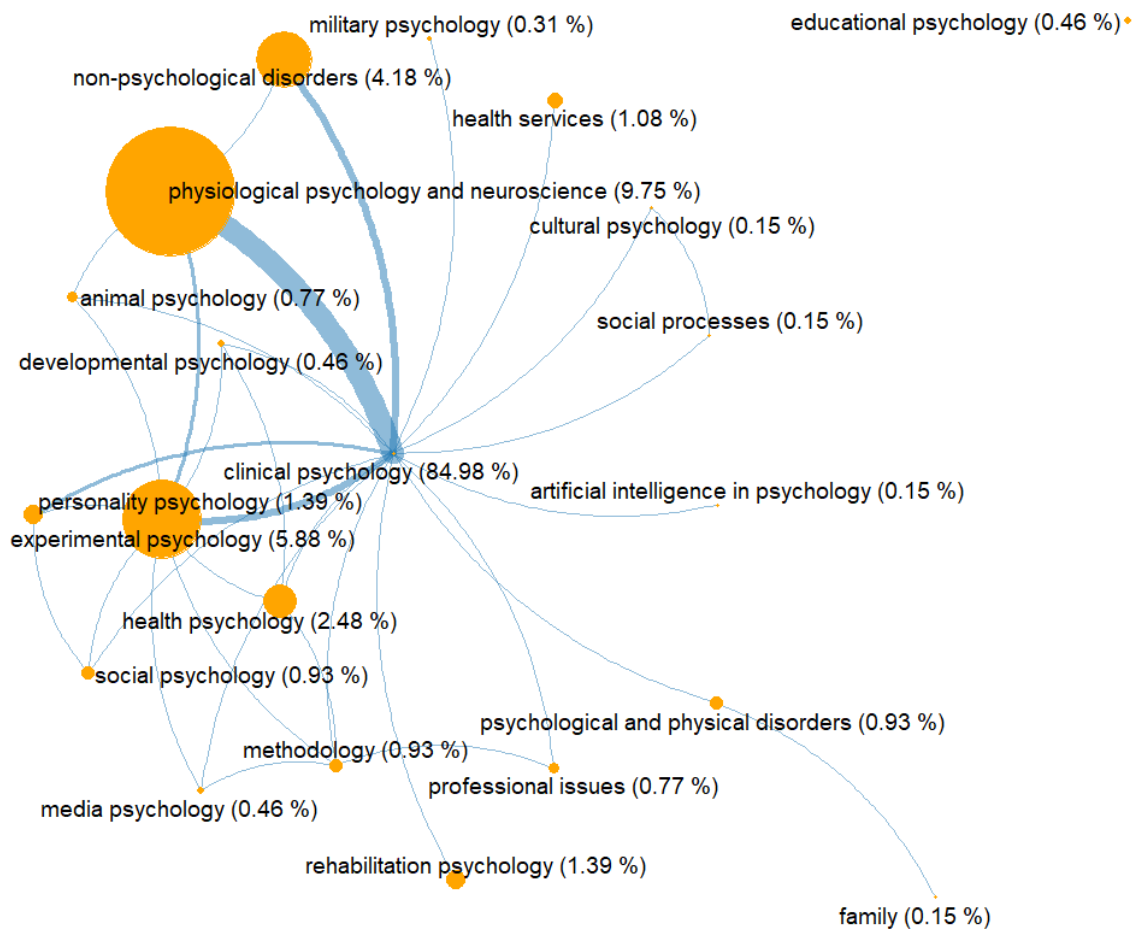 military psychology (0.31 %)
educational psychology (0.46 %)
non-psychological disorders (4.18 %)
health services (1.08 %)
physiological psychology and neuroscience (9.75 %)
cultural psychology (0.15 %)
animal psychology (0.77 %)
social processes (0.15 %)
developmental psychology (0.46 %)
clinical psychology (84.98 %)
artificial intelligence in psychology (0.15 %)
personality psychology (1.39 %)
experimental psychology (5.88 %)
health psychology (2.48 %)
social psychology (0.93 %)
psychological and physical disorders (0.93 %)
methodology (0.93 %)
professional issues (0.77 %)
media psychology (0.46 %)
rehabilitation psychology (1.39 %)
family (0.15 %)